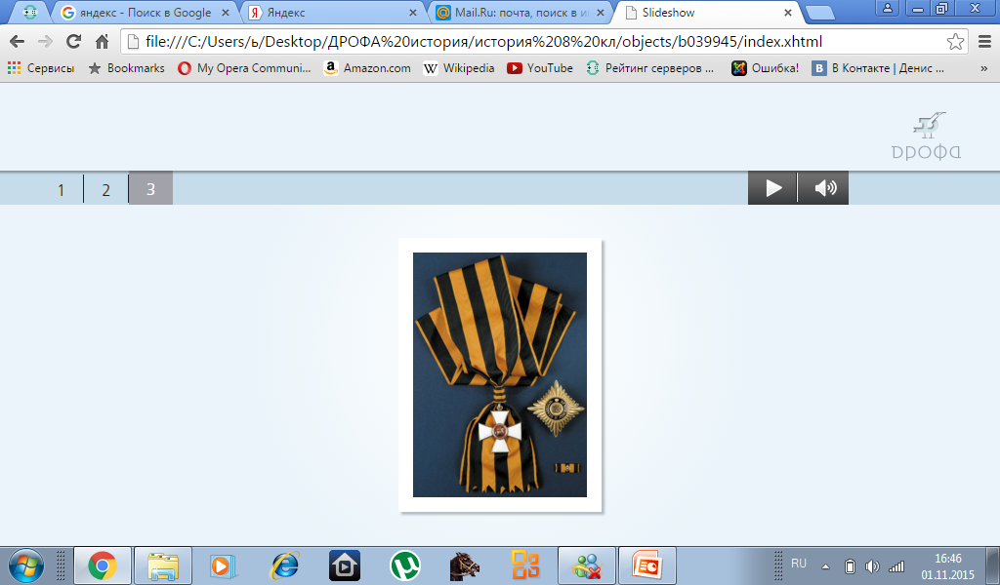 яндекс - Поиск в Google
Яндекс
Mail.Ru: почта, поиск в и
Slideshow
file:///C:/Users/ь/Desktop/ДРОФА%20история/история%208%20кл/objects/b039945/index.xhtml
Сервисы
Bookmarks
My Opera Communi...
Amazon.com
Wikipedia
YouTube
Рейтинг серверов ...
Ошибка!
В Контакте | Денис ...
»
ДРОФА
1 2 3
RU
16:46
01.11.2015